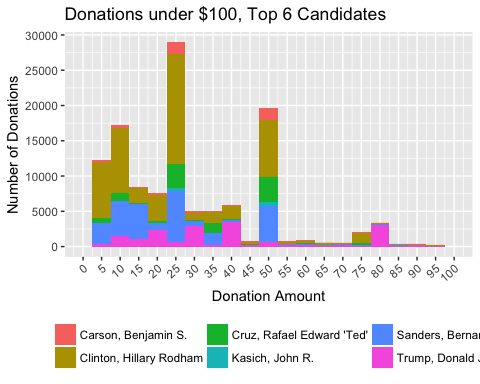 Donations under $100, Top 6 Candidates
30000
25000
20000
15000
10000
5000
0
Number of Donations
0 5 10 15 20 25 30 35 40 45 50 55 60 65 70 75 80 85 90 95 100
Donation Amount
Carson, Benjamin S. Cruz, Rafael Edward 'Ted' Sanders, Bernar
Clinton, Hillary Rodham Kasich, John R. Trump, Donald J